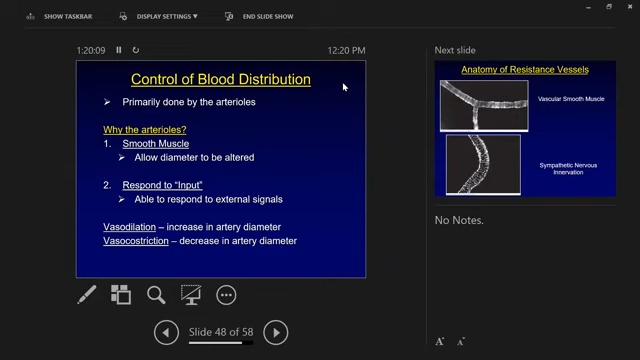 SHOW TASKBAR
DISPLAY SETTINGS ▼
END SLIDE SHOW
1:20:09
12:20 PM
Control of Blood Distribution
➢ Primarily done by the arterioles
Why the arterioles?
1. Smooth Muscle
➢ Allow diameter to be altered
2. Respond to “Input”
➢ Able to respond to external signals
Vasodilation – increase in artery diameter
Vasocostriction – decrease in artery diameter
Slide 48 of 58
Next slide
Anatomy of Resistance Vessels
Vascular Smooth Muscle
Sympathetic Nervous
Innervation
No Notes.
A A